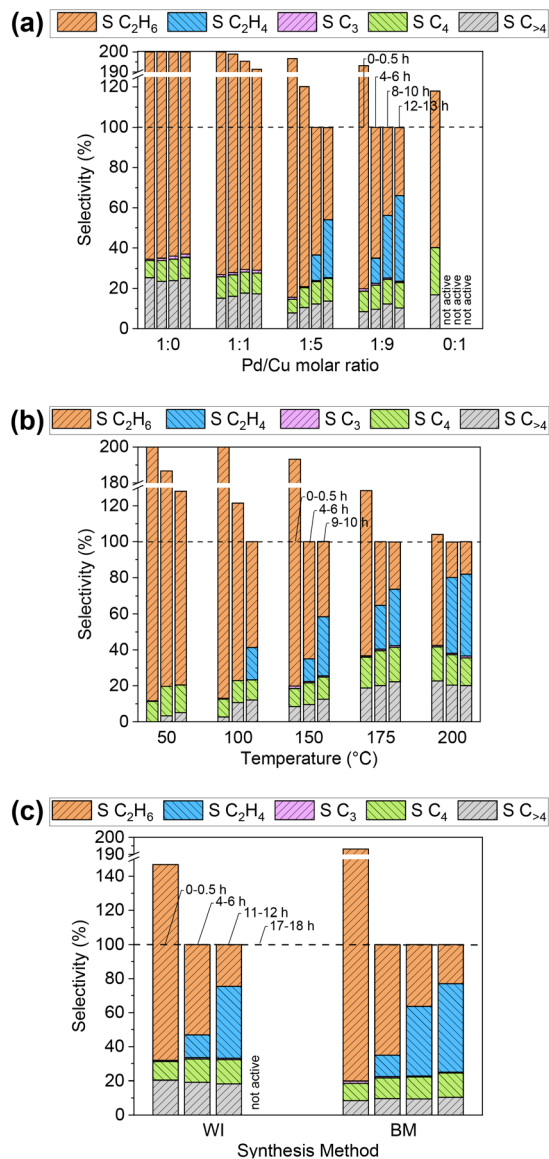 (a)
S C₂H₆ S C₂H₄ S C₃ S C₄ S C>₄
Selectivity (%)
200
190
120
100
80
60
40
20
0
0-0.5 h
4-6 h
8-10 h
12-13 h
not active
not active
not active
1:0 1:1 1:5 1:9 0:1
Pd/Cu molar ratio
(b)
S C₂H₆ S C₂H₄ S C₃ S C₄ S C>₄
Selectivity (%)
200
180
120
100
80
60
40
20
0
0-0.5 h
4-6 h
9-10 h
50 100 150 175 200
Temperature (°C)
(c)
S C₂H₆ S C₂H₄ S C₃ S C₄ S C>₄
Selectivity (%)
200
190
140
120
100
80
60
40
20
0
0-0.5 h
4-6 h
11-12 h
17-18 h
not active
WI BM
Synthesis Method